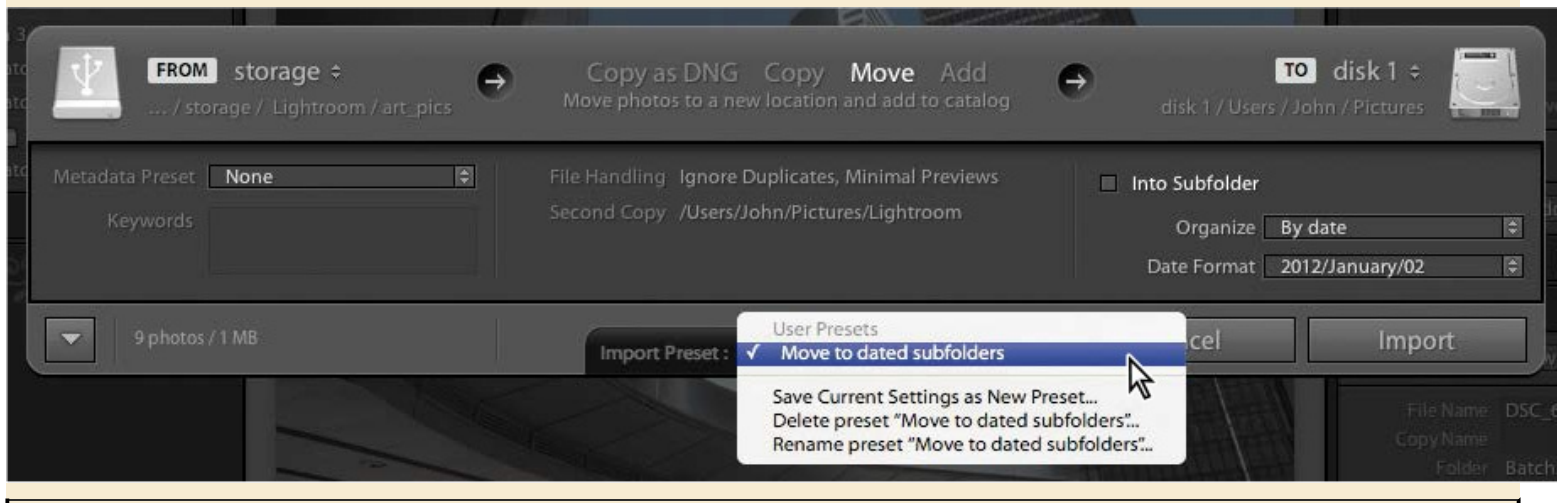 FROM storage
... / storage / Lightroom / art_pics
Copy as DNG Copy Move Add
Move photos to a new location and add to catalog
TO disk 1
disk 1 / Users / John / Pictures
Metadata Preset None
Keywords
File Handling Ignore Duplicates, Minimal Previews
Second Copy /Users/John/Pictures/Lightroom
Into Subfolder
Organize By date
Date Format 2012/January/02
9 photos / 1 MB
Import Preset :
User Presets
✓ Move to dated subfolders
Save Current Settings as New Preset...
Delete preset “Move to dated subfolders”...
Rename preset “Move to dated subfolders”...
cel
Import
File Name DSC_
Copy Name
Folder Batch